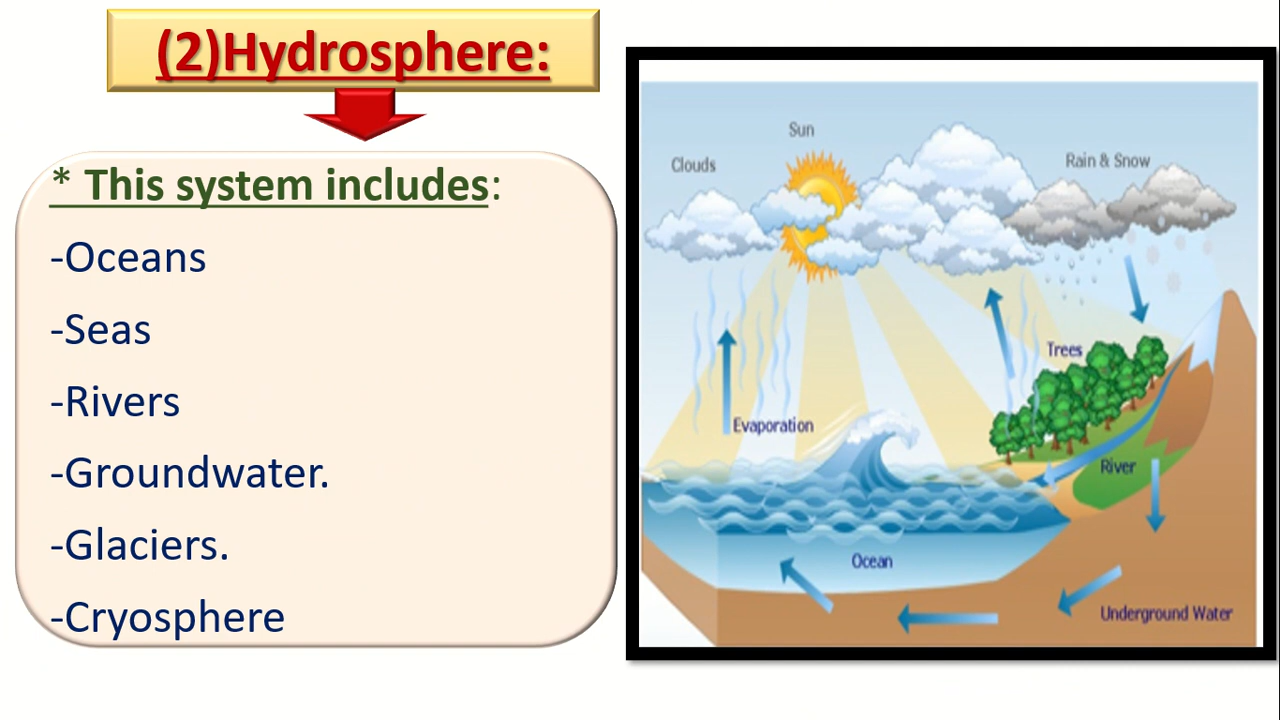 (2)Hydrosphere:
* This system includes:
-Oceans
-Seas
-Rivers
-Groundwater.
-Glaciers.
-Cryosphere
Sun
Clouds
Rain & Snow
Trees
Evaporation
River
Ocean
Underground Water